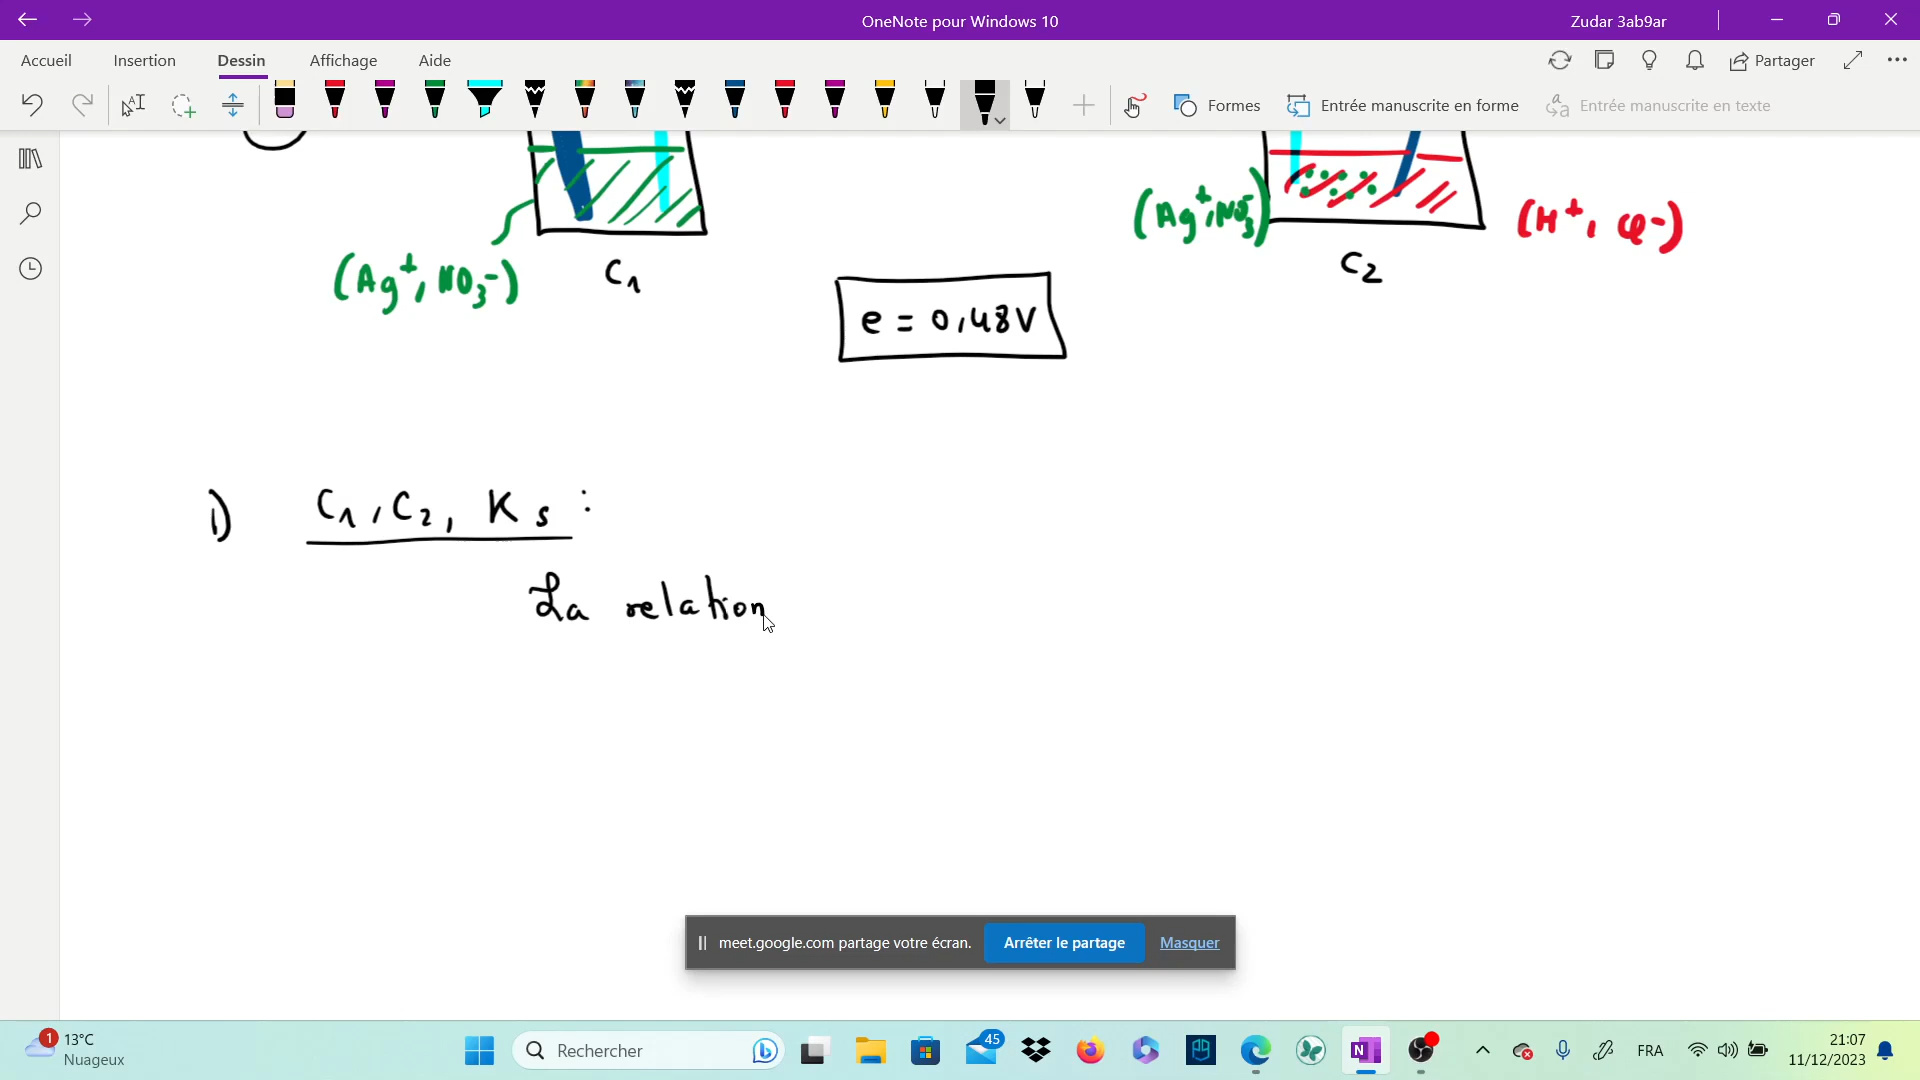 OneNote pour Windows 10
Zudar 3ab9ar
Accueil
Insertion
Dessin
Affichage
Aide
Partager
Formes
Entrée manuscrite en forme
Entrée manuscrite en texte
(Ag⁺, NO₃⁻)
C₁
(Ag⁺, NO₃⁻)
C₂
(H⁺, Cl⁻)
e = 0,48V
1) C₁, C₂, Ks :
La relation
meet.google.com partage votre écran.
Arrêter le partage
Masquer
1
13°C
Nuageux
Rechercher
45
FRA
21:07
11/12/2023